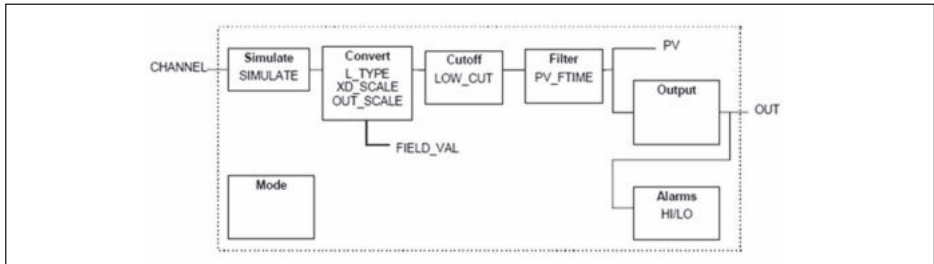 CHANNEL
Simulate
SIMULATE
Convert
L_TYPE
XD_SCALE
OUT_SCALE
FIELD_VAL
Cutoff
LOW_CUT
Filter
PV_FTIME
PV
Output
OUT
Mode
Alarms
HI/LO